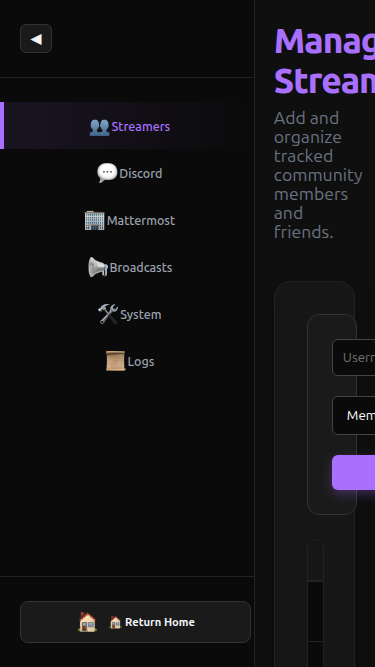 Streamers
Discord
Mattermost
Broadcasts
System
Logs
Return Home
Manag
Stream
Add and
organize
tracked
community
members
and
friends.
Usern
Mem